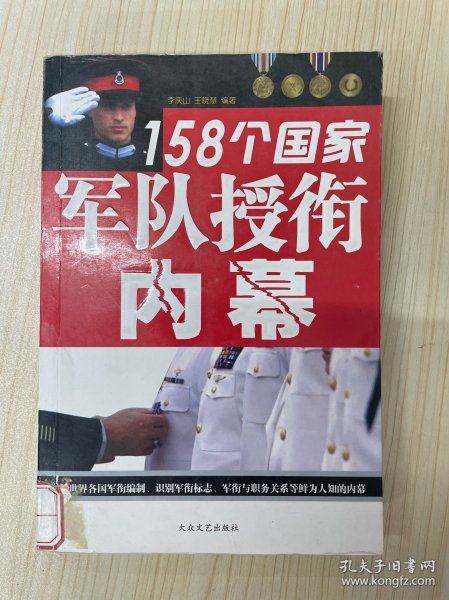 李庆山 王晓慧 编著
158个国家
军队授衔
内幕
世界各国军衔编制、识别军衔标志、军衔与职务关系等鲜为人知的内幕
大众文艺出版社
孔夫子旧书网
www.kongfz.com